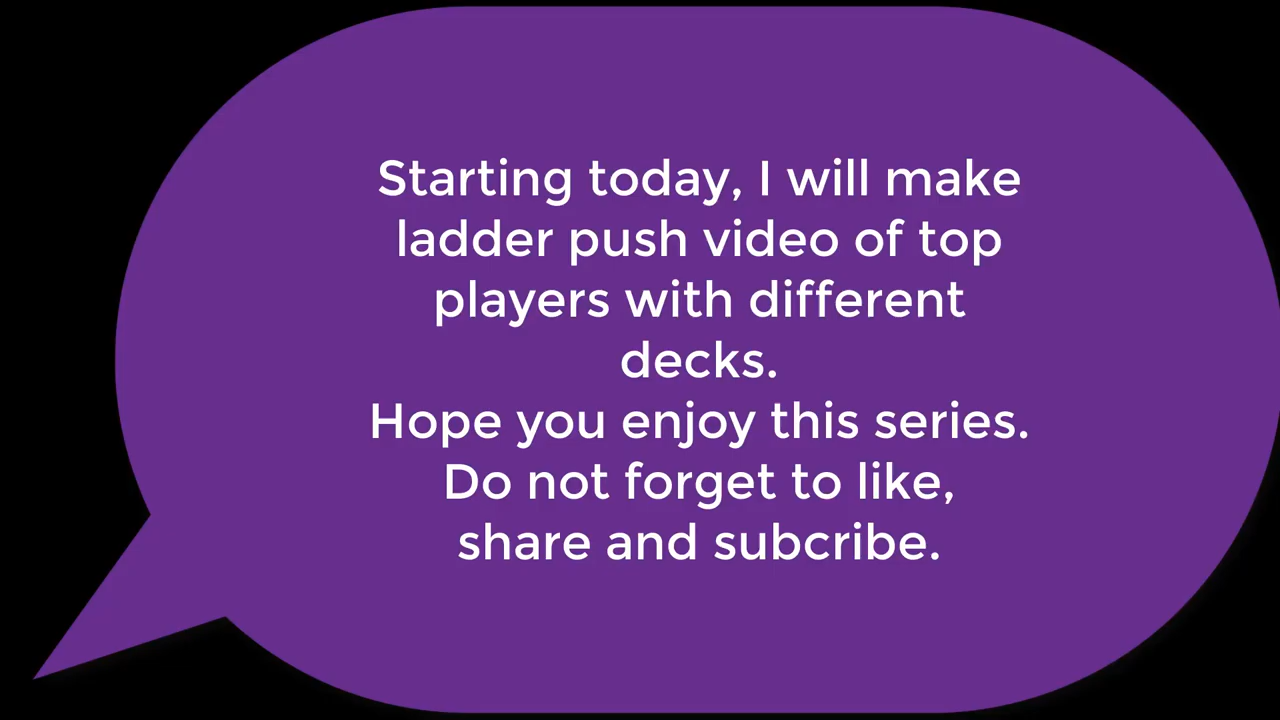 Starting today, I will make
ladder push video of top
players with different
decks.
Hope you enjoy this series.
Do not forget to like,
share and subcribe.